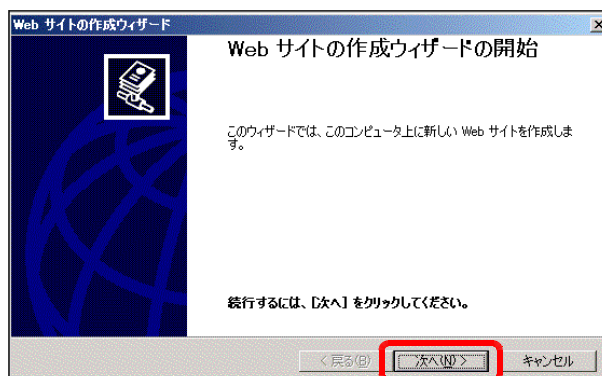 Web サイトの作成ウィザード
Web サイトの作成ウィザードの開始
このウィザードでは、このコンピュータ上に新しい Web サイトを作成しま
す。
続行するには、[次へ] をクリックしてください。
< 戻る(B) 次へ(N) > キャンセル